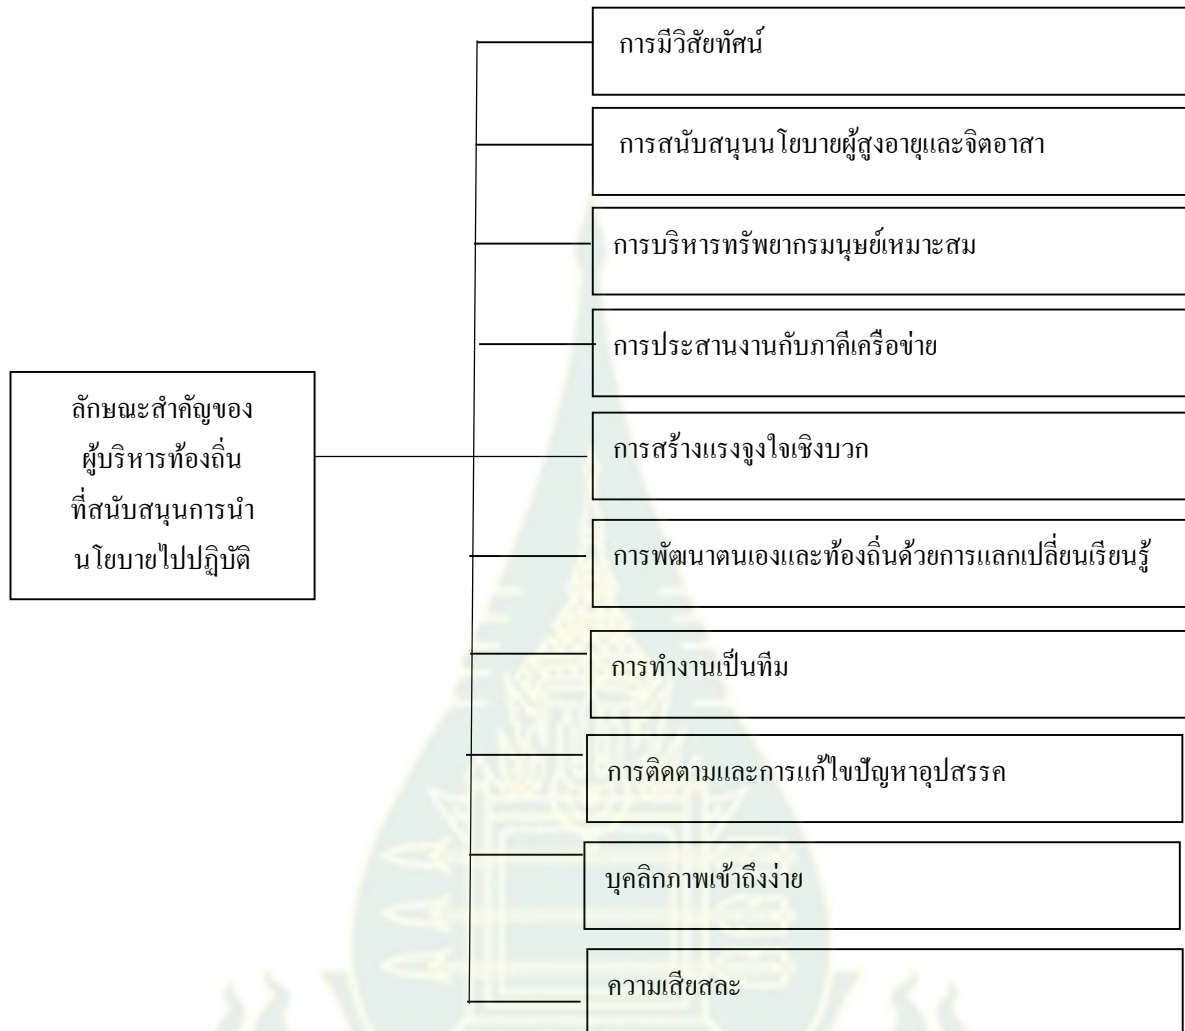 การมีวิสัยทัศน์
การสนับสนุนนโยบายผู้สูงอายุและจิตอาสา
การบริหารทรัพยากรมนุษย์เหมาะสม
การประสานงานกับภาคีเครือข่าย
ลักษณะสำคัญของ
ผู้บริหารท้องถิ่น
ที่สนับสนุนการนำ
นโยบายไปปฏิบัติ
การสร้างแรงจูงใจเชิงบวก
การพัฒนาตนเองและท้องถิ่นด้วยการแลกเปลี่ยนเรียนรู้
การทำงานเป็นทีม
การติดตามและการแก้ไขปัญหาอุปสรรค
บุคลิกภาพเข้าถึงง่าย
ความเสียสละ